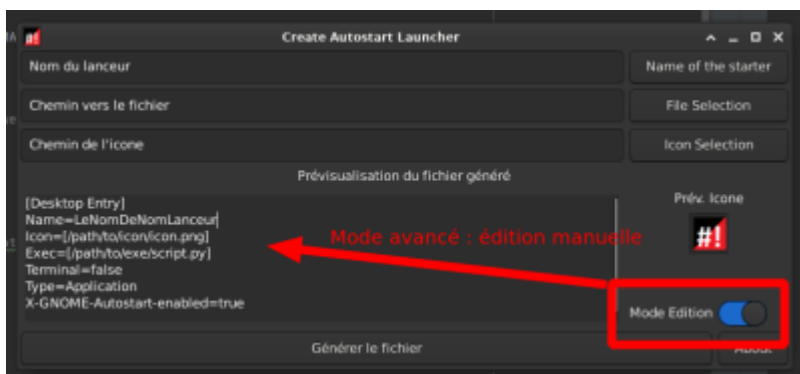 #! Create Autostart Launcher
Nom du lanceur
Name of the starter
Chemin vers le fichier
File Selection
Chemin de l'icone
Icon Selection
Prévisualisation du fichier généré
[Desktop Entry]
Name=LeNomDeNomLanceur
Icon=[/path/to/icon/icon.png]
Exec=[/path/to/exe/script.py]
Terminal=false
Type=Application
X-GNOME-Autostart-enabled=true
Mode avancé : édition manuelle
Prév. Icone
#!
Mode Edition
Générer le fichier
About